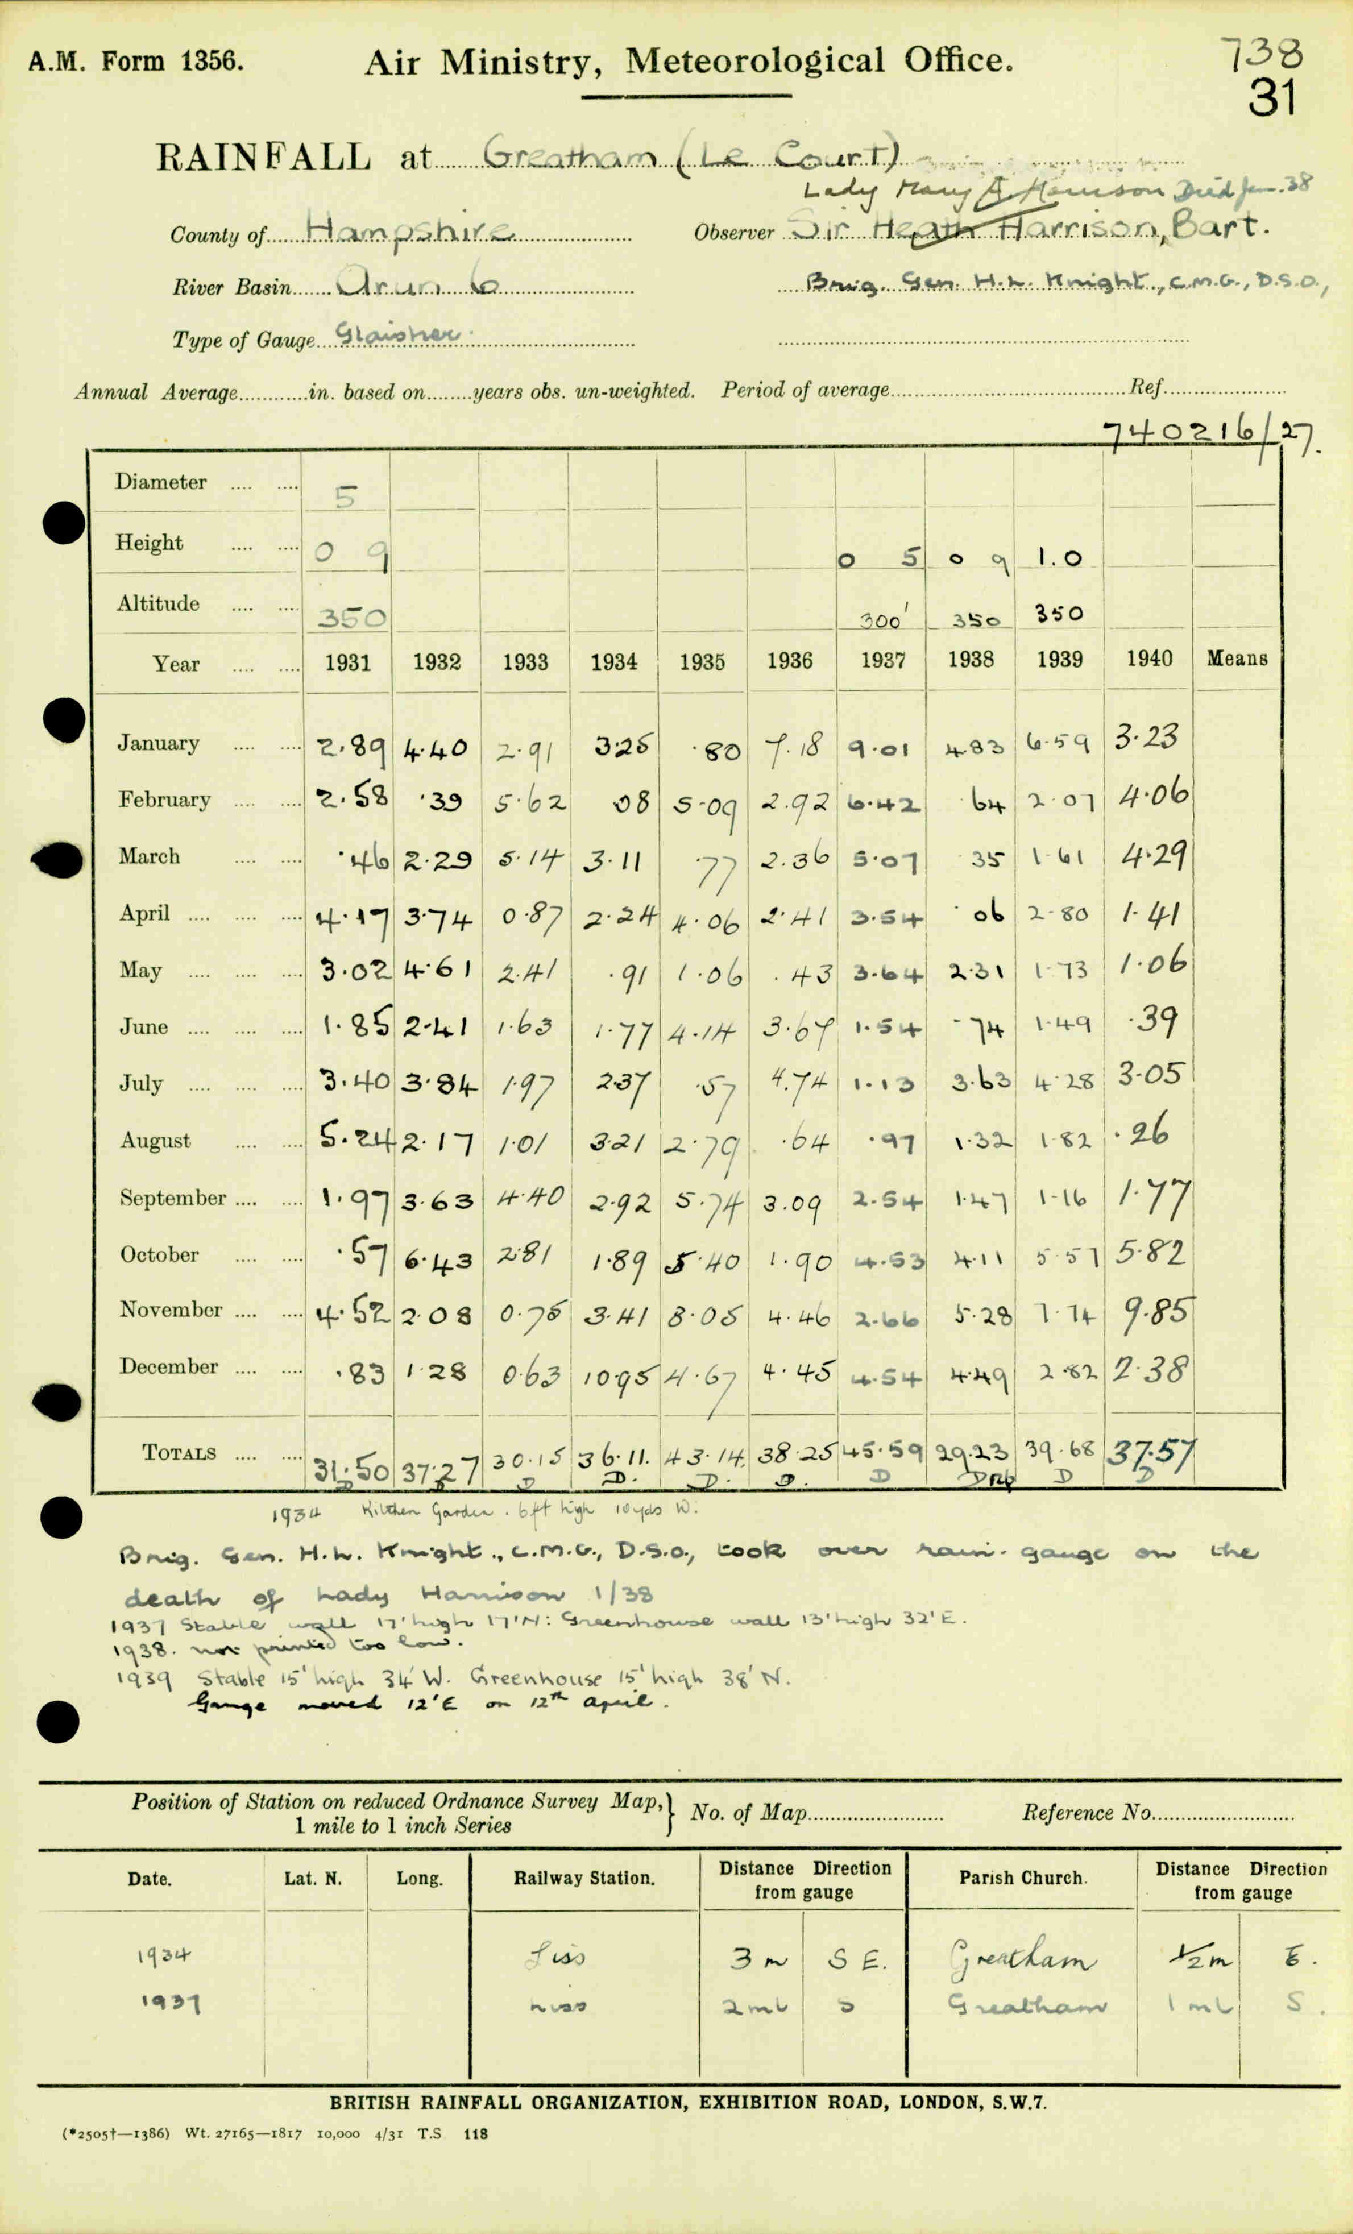 A.M. Form 1356.
Air Ministry, Meteorological Office.
738
31
RAINFALL at Greatham (Le Court)
Lady Mary A Harrison Died Jan. 38
County of Hampshire Observer Sir Heath Harrison, Bart.
River Basin Arun 6 Brig. Gen. H.L. Knight., C.M.G., D.S.O.,
Type of Gauge Glaisher
Annual Average in. based on years obs. un-weighted. Period of average Ref.
740216/27.
Diameter 5
Height 0 9 0 5 0 9 1.0
Altitude 350 300' 350 350
Year 1931 1932 1933 1934 1935 1936 1937 1938 1939 1940 Means
January 2.89 4.40 2.91 3.25 .80 7.18 9.01 4.83 6.59 3.23
February 2.58 .39 5.62 08 5.09 2.92 6.42 .64 2.07 4.06
March .46 2.29 5.14 3.11 .77 2.36 5.07 35 1.61 4.29
April 4.17 3.74 0.87 2.24 4.06 2.41 3.54 .06 2.80 1.41
May 3.02 4.61 2.41 .91 1.06 .43 3.64 2.31 1.73 1.06
June 1.85 2.41 1.63 1.77 4.14 3.67 1.54 .74 1.49 .39
July 3.40 3.84 1.97 2.37 .57 4.74 1.13 3.63 4.28 3.05
August 5.24 2.17 1.01 3.21 2.79 .64 .97 1.32 1.82 .26
September 1.97 3.63 4.40 2.92 5.74 3.09 2.54 1.47 1.16 1.77
October .57 6.43 2.81 1.89 5.40 1.90 4.53 4.11 5.57 5.82
November 4.52 2.08 0.75 3.41 8.05 4.46 2.66 5.28 7.74 9.85
December .83 1.28 0.63 10.95 4.67 4.45 4.54 4.49 2.82 2.38
TOTALS 31.50 37.27 30.15 36.11. 43.14. 38.25 45.59 29.23 39.68 37.57
D D D D. D. D. D D D D
1934 Kitchen Garden. 6ft high 10yds W.
Brig. Gen. H.L. Knight., C.M.G., D.S.O., took over rain-gauge on the
death of Lady Harrison 1/38
1937 Stable wall 17' high 17' N: Greenhouse wall 13' high 32' E.
1938. not printed too low.
1939 Stable 15' high 34' W. Greenhouse 15' high 38' N.
Gauge moved 12' E on 12th April.
Position of Station on reduced Ordnance Survey Map, 1 mile to 1 inch Series } No. of Map Reference No.
Date. Lat. N. Long. Railway Station. Distance Direction from gauge Parish Church. Distance Direction from gauge
1934 Liss 3 m S E. Greatham 1/2 m E.
1937 Liss 2 ml S Greatham 1 ml S.
BRITISH RAINFALL ORGANIZATION, EXHIBITION ROAD, LONDON, S.W.7.
(*2505†—1386) Wt. 27165—1817 10,000 4/31 T.S 118